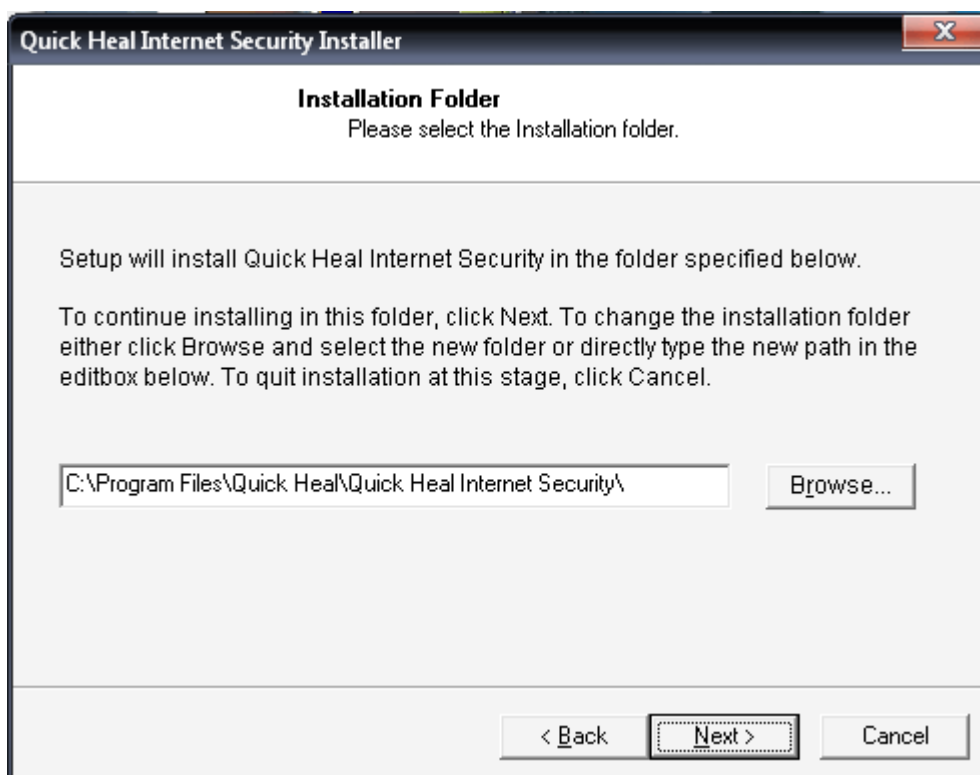 Quick Heal Internet Security Installer
Installation Folder
Please select the Installation folder.
Setup will install Quick Heal Internet Security in the folder specified below.
To continue installing in this folder, click Next. To change the installation folder
either click Browse and select the new folder or directly type the new path in the
editbox below. To quit installation at this stage, click Cancel.
C:\Program Files\Quick Heal\Quick Heal Internet Security\
Browse...
< Back
Next >
Cancel